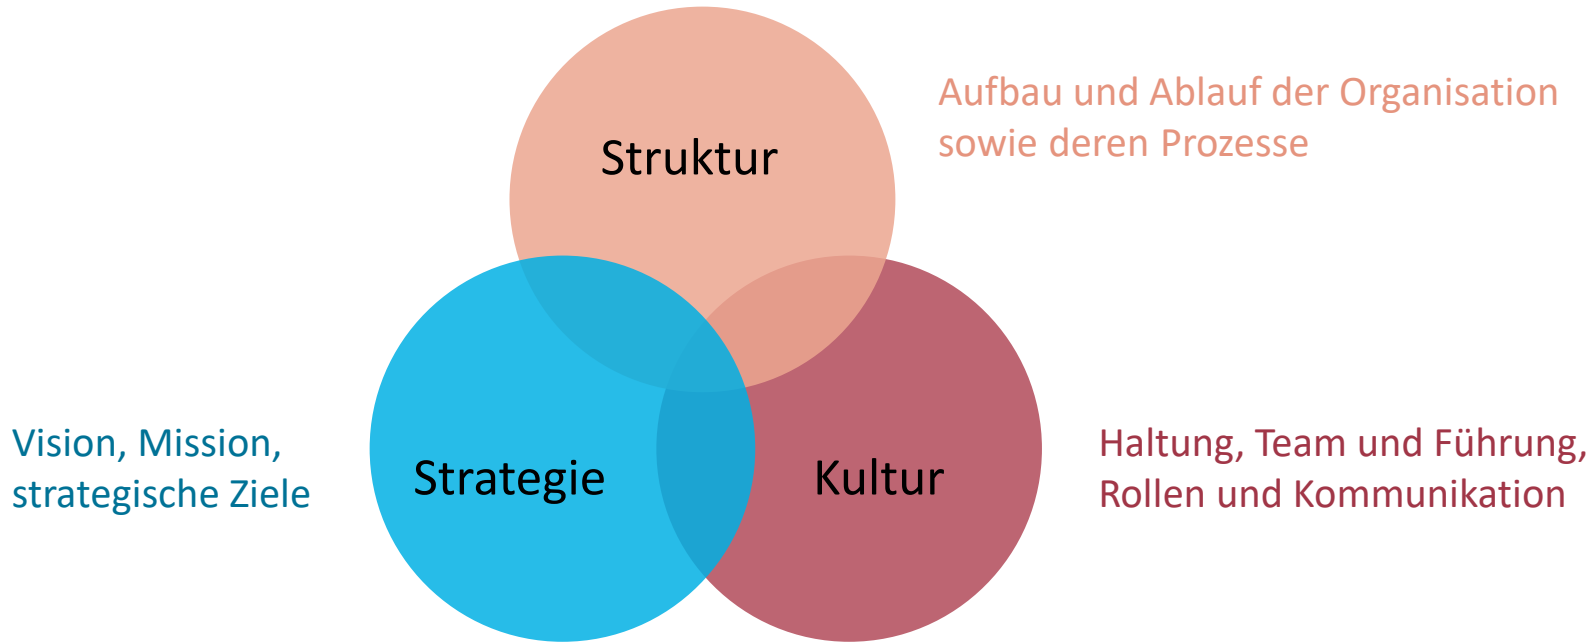 Struktur
Aufbau und Ablauf der Organisation
sowie deren Prozesse
Vision, Mission,
strategische Ziele
Strategie
Kultur
Haltung, Team und Führung,
Rollen und Kommunikation